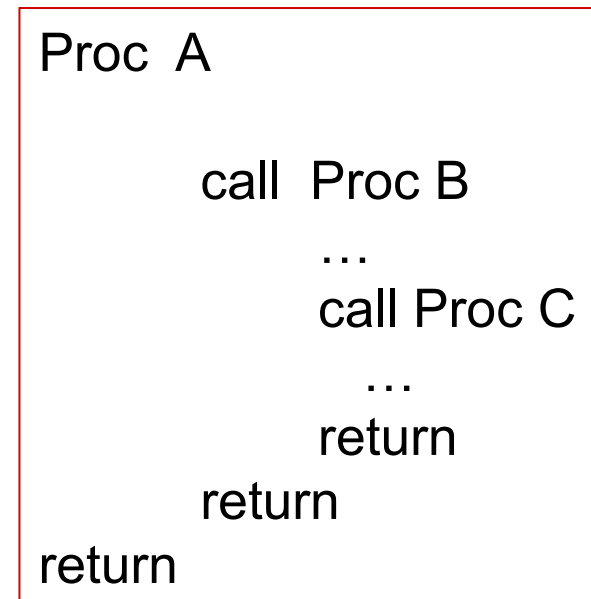 Proc A
call Proc B
…
call Proc C
…
return
return
return